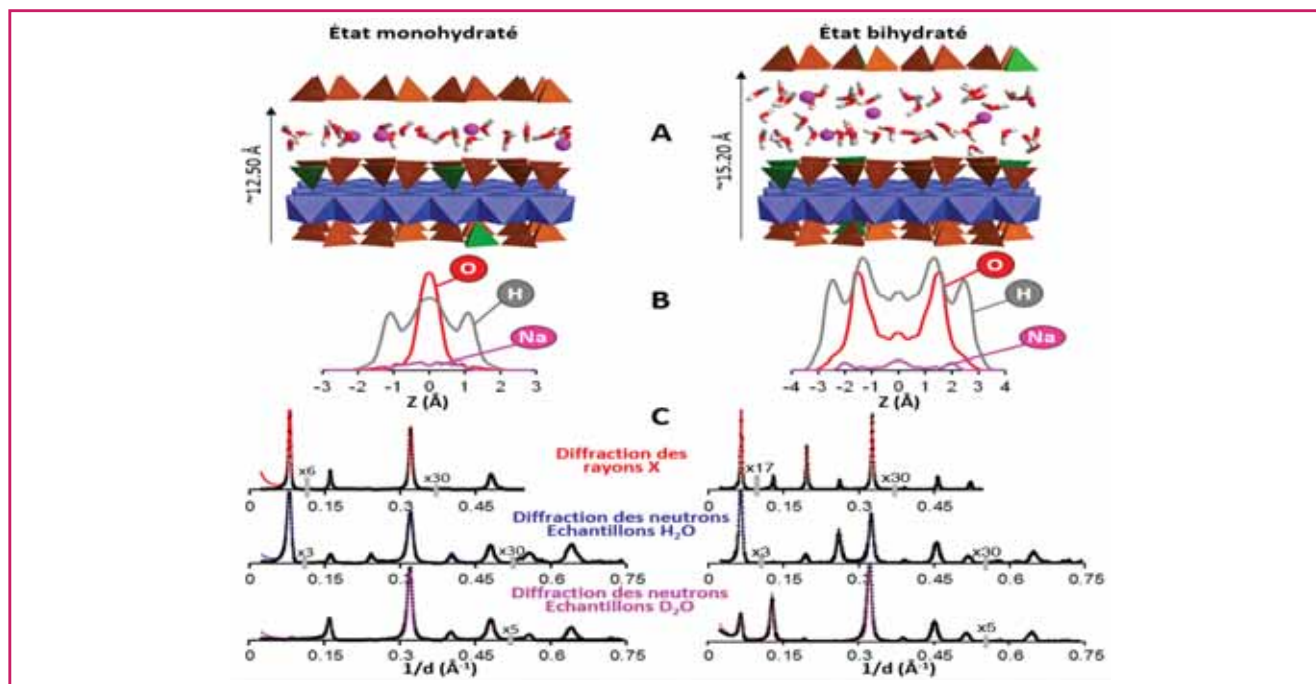 État monohydraté
État bihydraté
~12.50 Å
A
~15.20 Å
O
H
Na
B
O
H
Na
-3 -2 -1 0 1 2 3
Z (Å)
-4 -3 -2 -1 0 1 2 3 4
Z (Å)
C
Diffraction des
rayons X
x6
x30
0 0.15 0.3 0.45
x17
x30
0 0.15 0.3 0.45
Diffraction des neutrons
Echantillons H₂O
x3
x30
0 0.15 0.3 0.45 0.6 0.75
x3
x30
0 0.15 0.3 0.45 0.6 0.75
Diffraction des neutrons
Echantillons D₂O
x5
0 0.15 0.3 0.45 0.6 0.75
1/d (Å⁻¹)
x5
0 0.15 0.3 0.45 0.6 0.75
1/d (Å⁻¹)